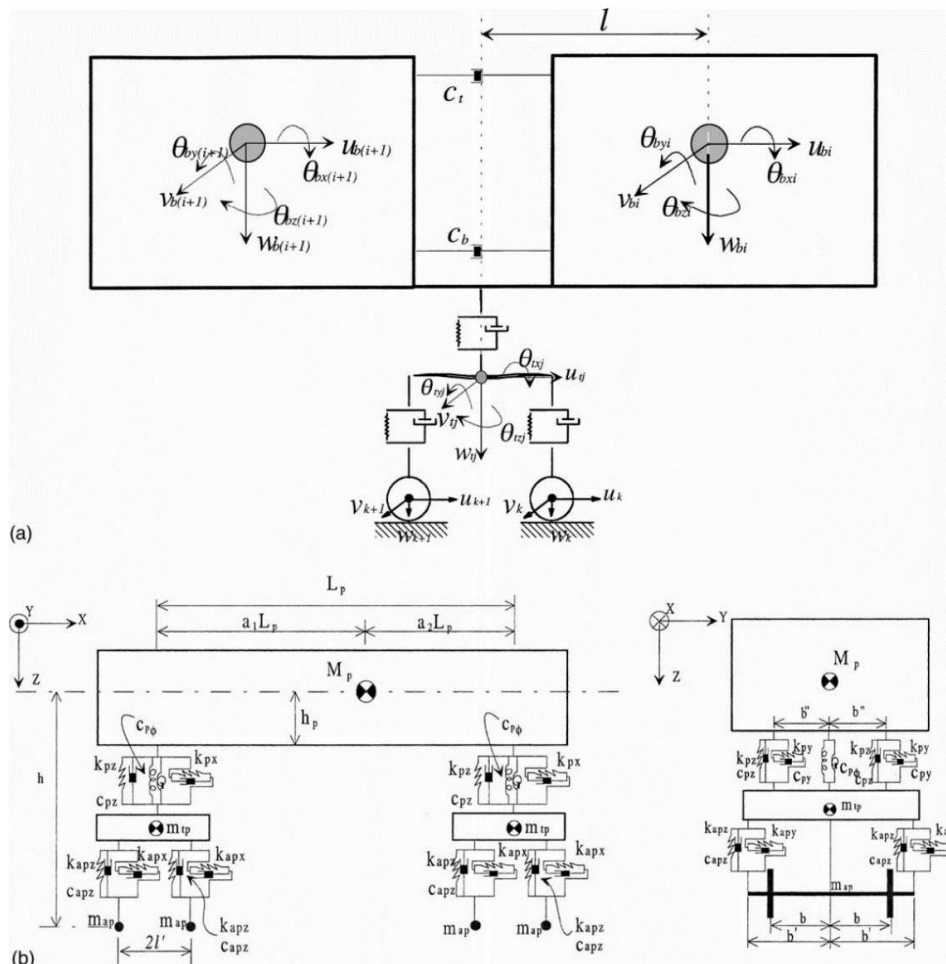 l
c_t
θ_by(i+1) u_b(i+1) θ_byi u_bi
θ_bx(i+1) θ_bxi
v_b(i+1) θ_bz(i+1) v_bi θ_bzi
w_b(i+1) c_b w_bi
θ_txj
θ_tyj u_tj
v_tj θ_tzj
w_tj
v_k+1 u_k+1 v_k u_k
w_k+1 w_k
(a)
L_p
Y X X Y
a_1L_p a_2L_p
Z M_p Z M_p
h_p b" b"
c_pϕ c_pϕ
k_pz k_px k_pz k_px k_pz k_py k_pz k_py
h c_pz c_pz c_pz c_py c_pϕ c_pz c_py
m_tp m_tp m_tp
k_apz k_apx k_apz k_apx k_apz k_apy k_apz k_apy
c_apz c_apz c_apz c_apz
m_ap m_ap k_apz m_ap m_ap k_apz m_ap
c_apz c_apz b b
2l' b' b'
(b)